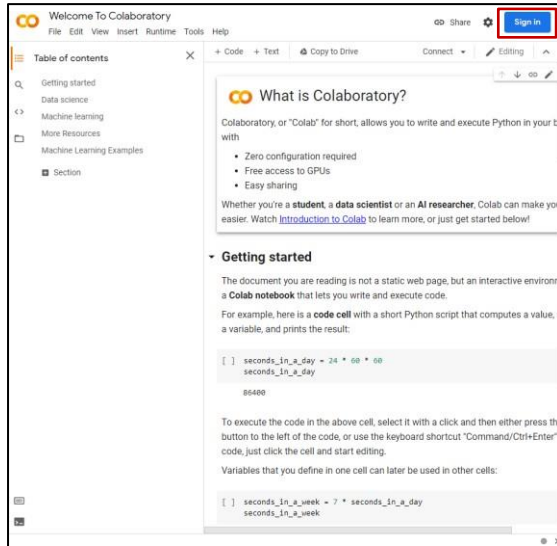 Welcome To Colaboratory
File Edit View Insert Runtime Tools Help
Share
Sign in
Table of contents
Getting started
Data science
Machine learning
More Resources
Machine Learning Examples
Section
+ Code + Text Copy to Drive Connect Editing
What is Colaboratory?
Colaboratory, or "Colab" for short, allows you to write and execute Python in your b
with
• Zero configuration required
• Free access to GPUs
• Easy sharing
Whether you're a student, a data scientist or an AI researcher, Colab can make yo
easier. Watch Introduction to Colab to learn more, or just get started below!
Getting started
The document you are reading is not a static web page, but an interactive environm
a Colab notebook that lets you write and execute code.
For example, here is a code cell with a short Python script that computes a value,
a variable, and prints the result:
[ ] seconds_in_a_day = 24 * 60 * 60
seconds_in_a_day
86400
To execute the code in the above cell, select it with a click and then either press th
button to the left of the code, or use the keyboard shortcut "Command/Ctrl+Enter"
code, just click the cell and start editing.
Variables that you define in one cell can later be used in other cells:
[ ] seconds_in_a_week = 7 * seconds_in_a_day
seconds_in_a_week